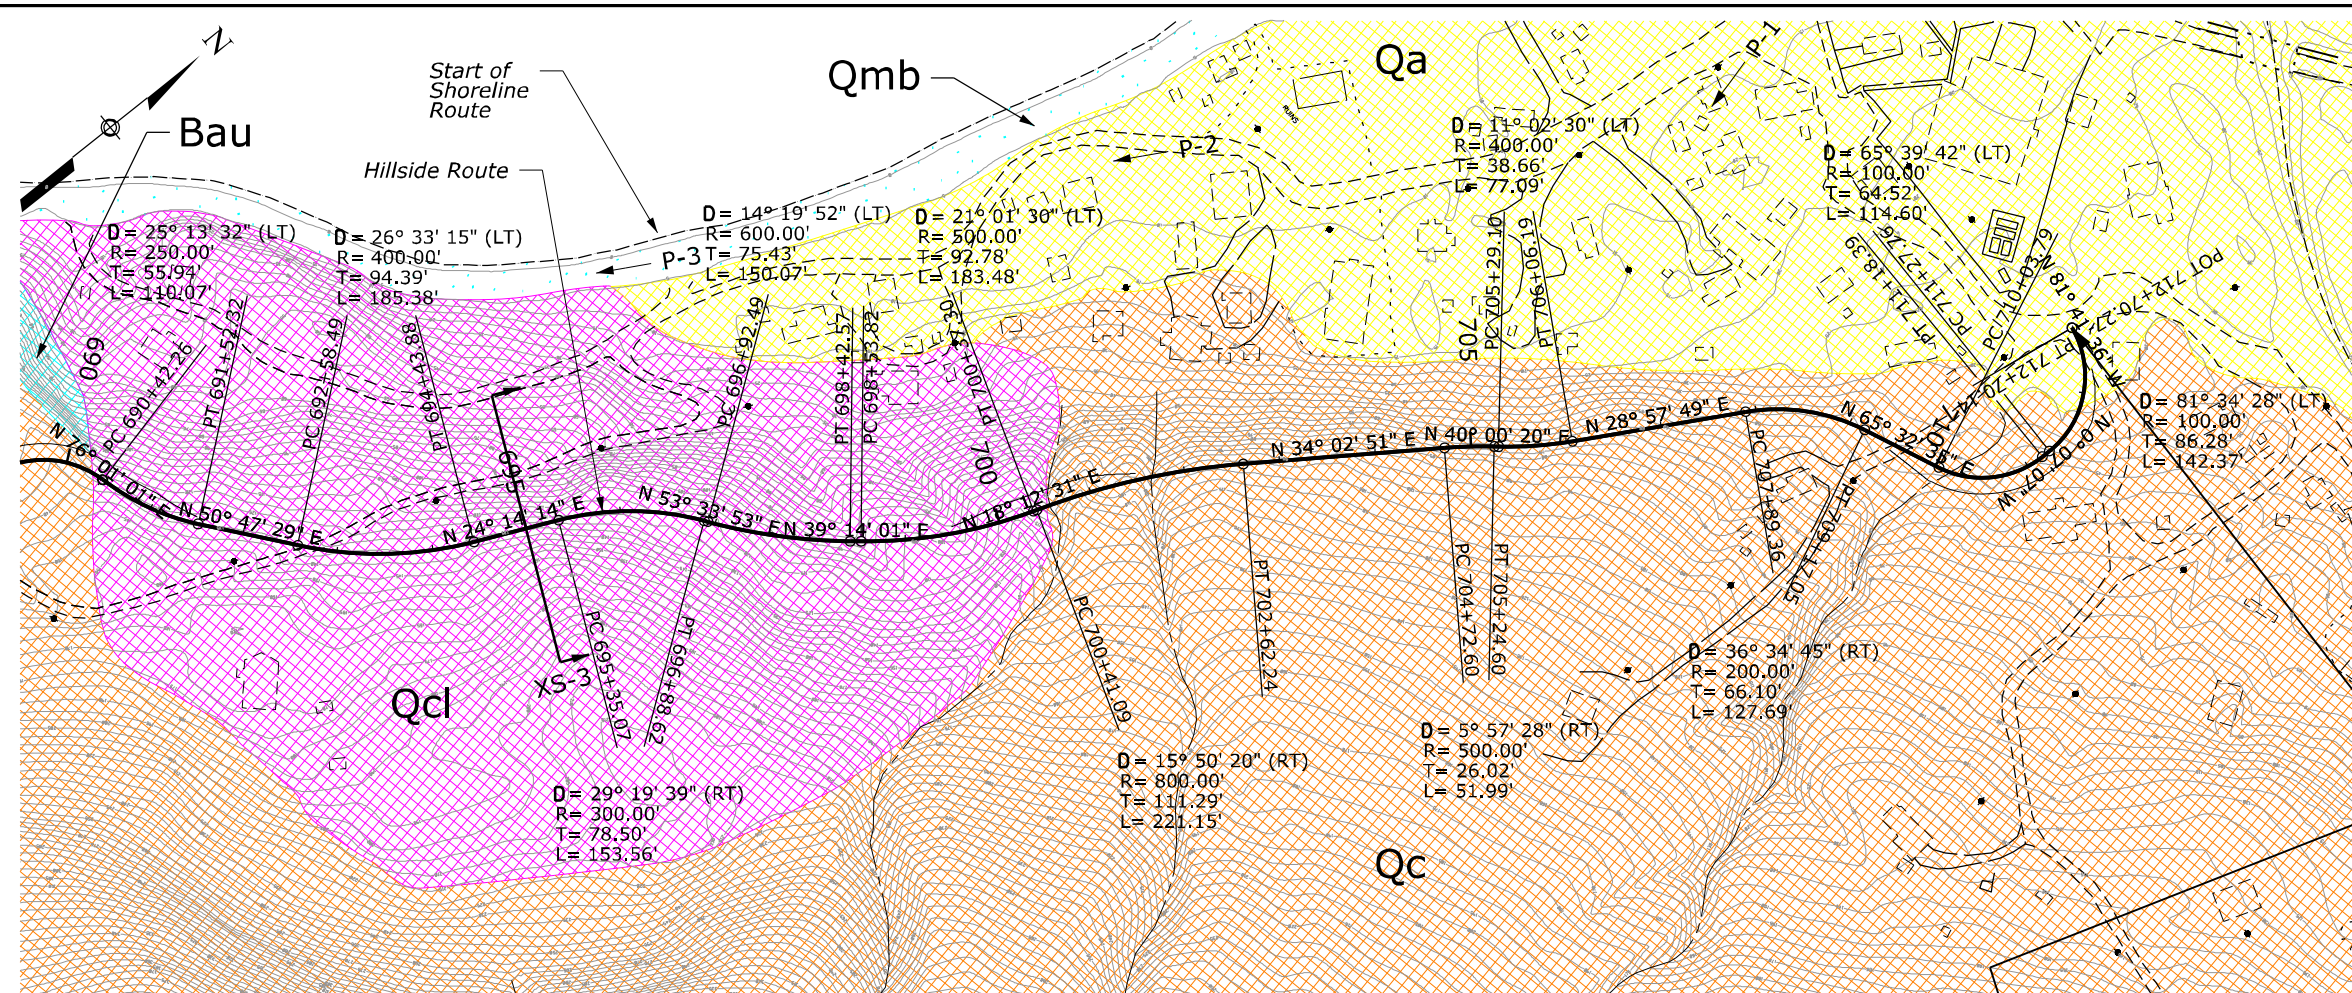 N
Start of
Shoreline
Route
Qmb
Qa
P-1
Bau
Hillside Route
RUINS
P-2
P-3
D = 11° 02' 30" (LT)
R= 400.00'
T= 38.66'
L= 77.09'
D = 65° 39' 42" (LT)
R= 100.00'
T= 64.52'
L= 114.60'
D = 25° 13' 32" (LT)
R= 250.00'
T= 55.94'
L= 110.07'
D = 26° 33' 15" (LT)
R= 400.00'
T= 94.39'
L= 185.38'
D = 14° 19' 52" (LT)
R= 600.00'
T= 75.43'
L= 150.07'
D = 21° 01' 30" (LT)
R= 500.00'
T= 92.78'
L= 183.48'
690
PC 690+42.26
PT 691+52.32
PC 692+58.49
PT 694+43.88
PC 696+92.49
PT 698+42.57
PC 698+53.82
PT 700+37.30
700
705
PC 705+29.10
PT 706+06.19
PT 711+18.39
PC 711+27.76
PC 710+03.79
POT 712+70.22
PT 712+70.14
N 81° 41' 36" W
N 76° 01' 01" E
N 50° 47' 29" E
N 24° 14' 14" E
695
N 53° 33' 53" E
N 39° 14' 01" E
N 18° 12' 31" E
N 34° 02' 51" E
N 40° 00' 20" E
N 28° 57' 49" E
N 65° 32' 35" E
710
N 0° 07' 07" W
D = 81° 34' 28" (LT)
R= 100.00'
T= 86.28'
L= 142.37'
XS-3
PC 695+35.07
PT 696+88.62
PC 700+41.09
PT 702+62.24
PC 704+72.60
PT 705+24.60
PC 707+89.36
PT 709+17.05
Qcl
D = 36° 34' 45" (RT)
R= 200.00'
T= 66.10'
L= 127.69'
D = 5° 57' 28" (RT)
R= 500.00'
T= 26.02'
L= 51.99'
D = 15° 50' 20" (RT)
R= 800.00'
T= 111.29'
L= 221.15'
D = 29° 19' 39" (RT)
R= 300.00'
T= 78.50'
L= 153.56'
Qc